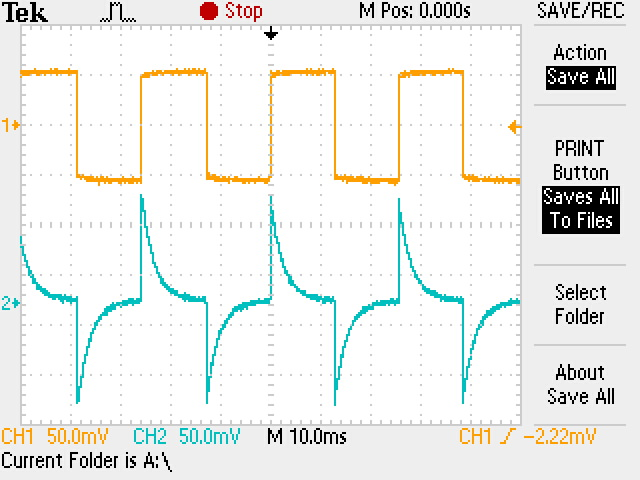 Tek Stop M Pos: 0.000s SAVE/REC
Action
Save All
1
PRINT
Button
Saves All
To Files
Select
Folder
2
About
Save All
CH1 50.0mV CH2 50.0mV M 10.0ms CH1 -2.22mV
Current Folder is A:\